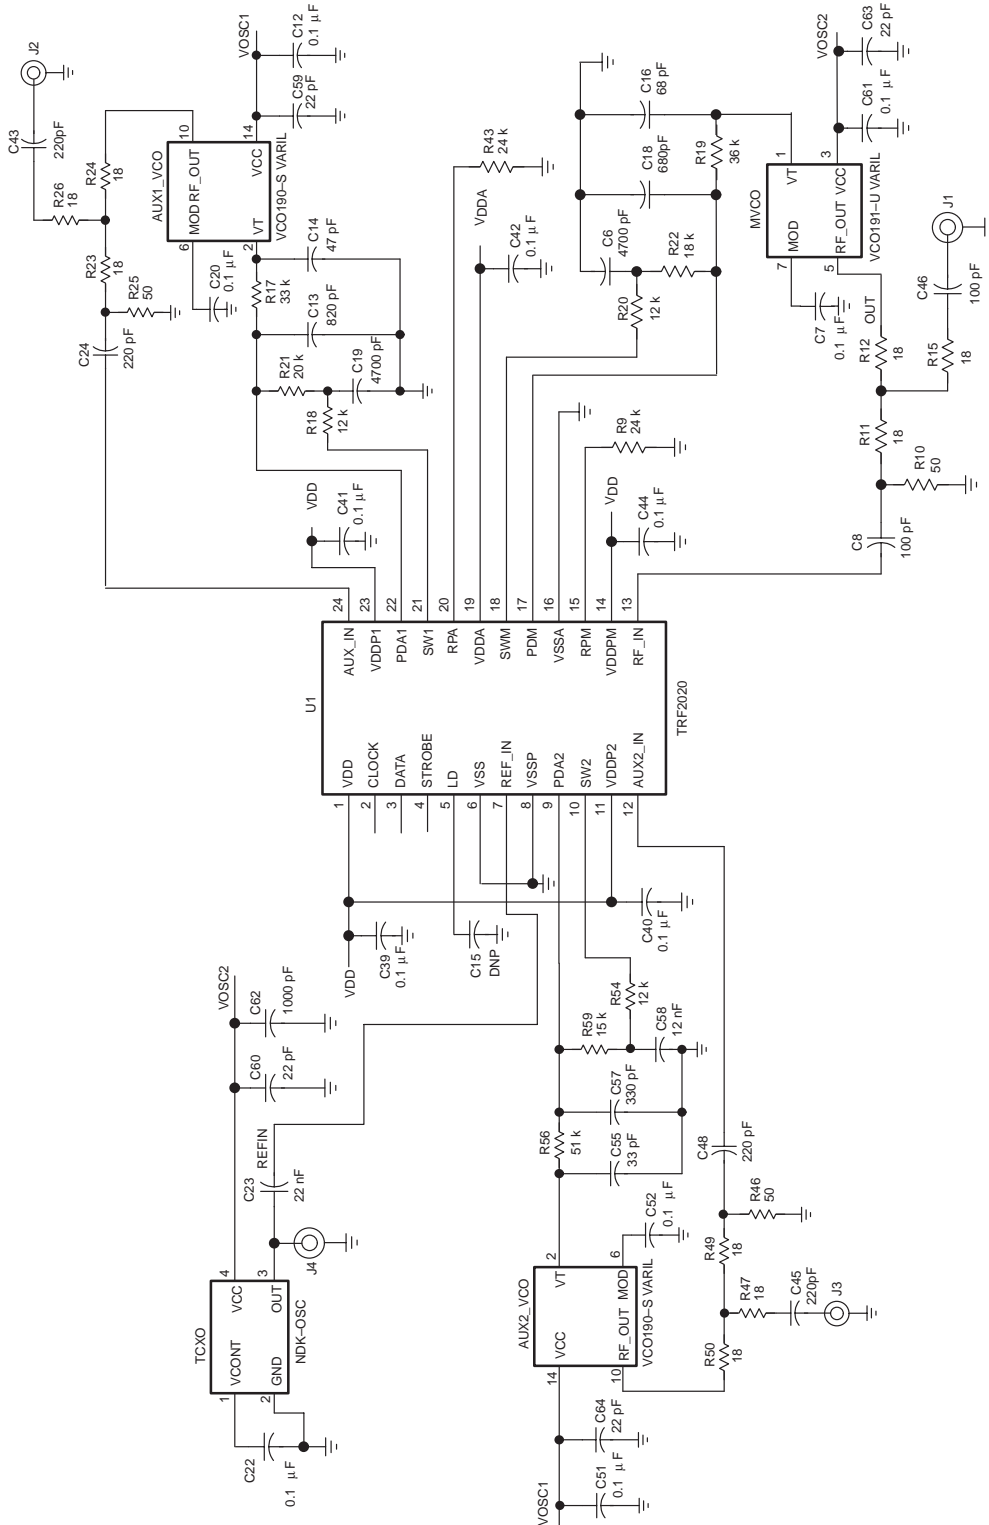 J2
C43
220pF
R26
18
R24
18
R23
18
R25
50
C24
220 pF
AUX1_VCO
10
14
MOD RF_OUT
VCC
6
VT
2
VCO190–S VARIL
VOSC1
C12
0.1 µF
C59
22 pF
C20
0.1 µF
R17
33 k
C14
47 pF
C13
820 pF
R21
20 k
C19
4700 pF
R18
12 k
VDD
C41
0.1 µF
R43
24 k
VDDA
C42
0.1 µF
C16
68 pF
C18
680pF
C6
4700 pF
R22
18 k
R20
12 k
R19
36 k
MVCO
1
3
VT
VCC
MOD
RF_OUT
7
5
VCO191–U VARIL
VOSC2
C63
22 pF
C61
0.1 µF
C7
0.1 µF
OUT
R12
18
R11
18
R10
50
R15
18
C46
100 pF
J1
C8
100 pF
R9
24 k
VDD
C44
0.1 µF
U1
TRF2020
24
AUX_IN
23
VDDP1
22
PDA1
21
SW1
20
RPA
19
VDDA
18
SWM
17
PDM
16
VSSA
15
RPM
14
VDDPM
13
RF_IN
VDD
1
CLOCK
2
DATA
3
STROBE
4
LD
5
VSS
6
REF_IN
7
VSSP
8
PDA2
9
SW2
10
VDDP2
11
AUX2_IN
12
VDD
C39
0.1 µF
C15
DNP
C40
0.1 µF
VOSC2
C62
1000 pF
C60
22 pF
REFIN
C23
22 nF
J4
TCXO
4
3
VCC
OUT
VCONT
GND
1
2
NDK–OSC
C22
0.1 µF
R54
12 k
R59
15 k
C58
12 nF
C57
330 pF
R56
51 k
C55
33 pF
C48
220 pF
R46
50
R49
18
R47
18
C45
220pF
J3
R50
18
AUX2_VCO
2
6
VT
MOD
VCC
RF_OUT
14
10
VCO190–S VARIL
C52
0.1 µF
C64
22 pF
C51
0.1 µF
VOSC1